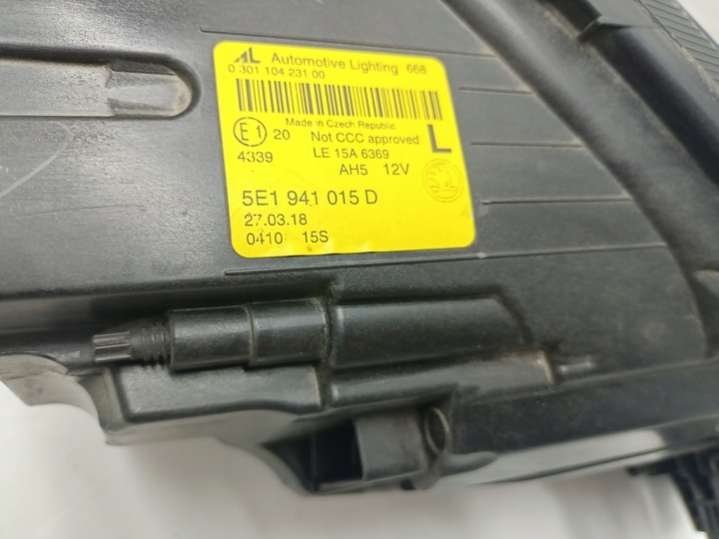 AL Automotive Lighting 668
0 301 104 231 00
Made in Czech Republic
E1 20 Not CCC approved L
4339 LE 15A 6369
AH5 12V
5E1 941 015 D
27.03.18
0410 15S